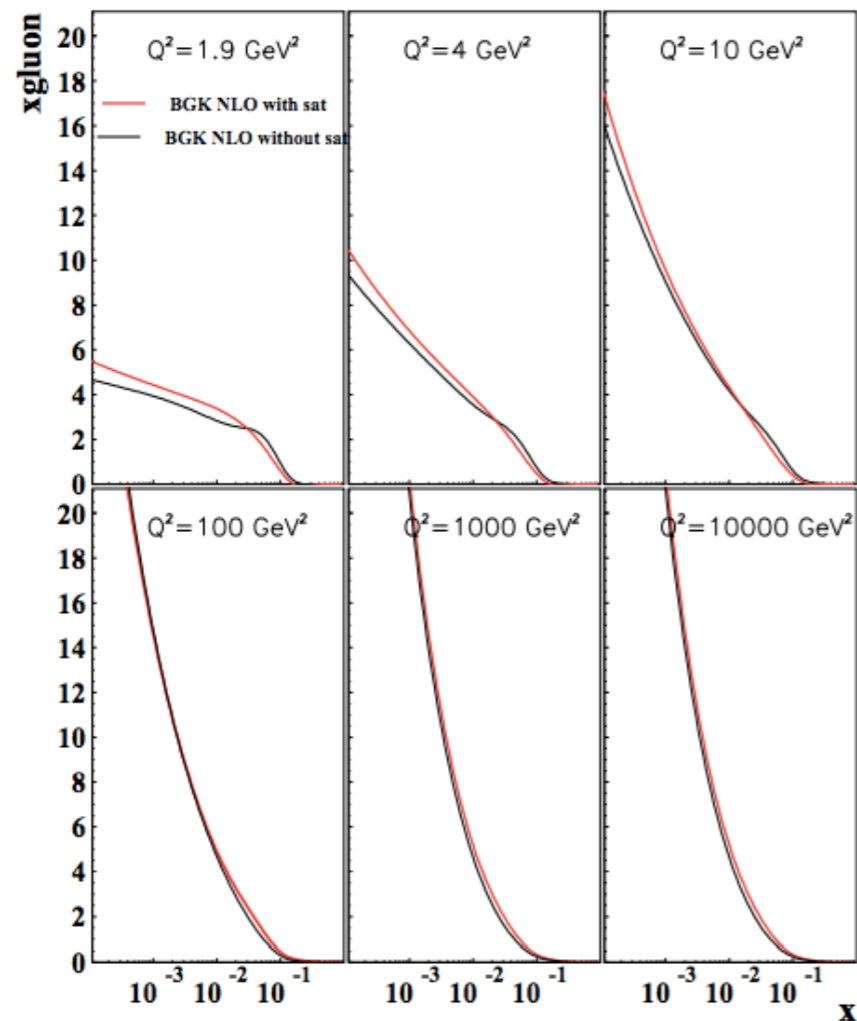 xgluon
20
18
16
14
12
10
8
6
4
2
0
Q²=1.9 GeV²
BGK NLO with sat
BGK NLO without sat
Q²=4 GeV²
Q²=10 GeV²
20
18
16
14
12
10
8
6
4
2
0
Q²=100 GeV²
Q²=1000 GeV²
Q²=10000 GeV²
10⁻³ 10⁻² 10⁻¹
10⁻³ 10⁻² 10⁻¹
10⁻³ 10⁻² 10⁻¹
x